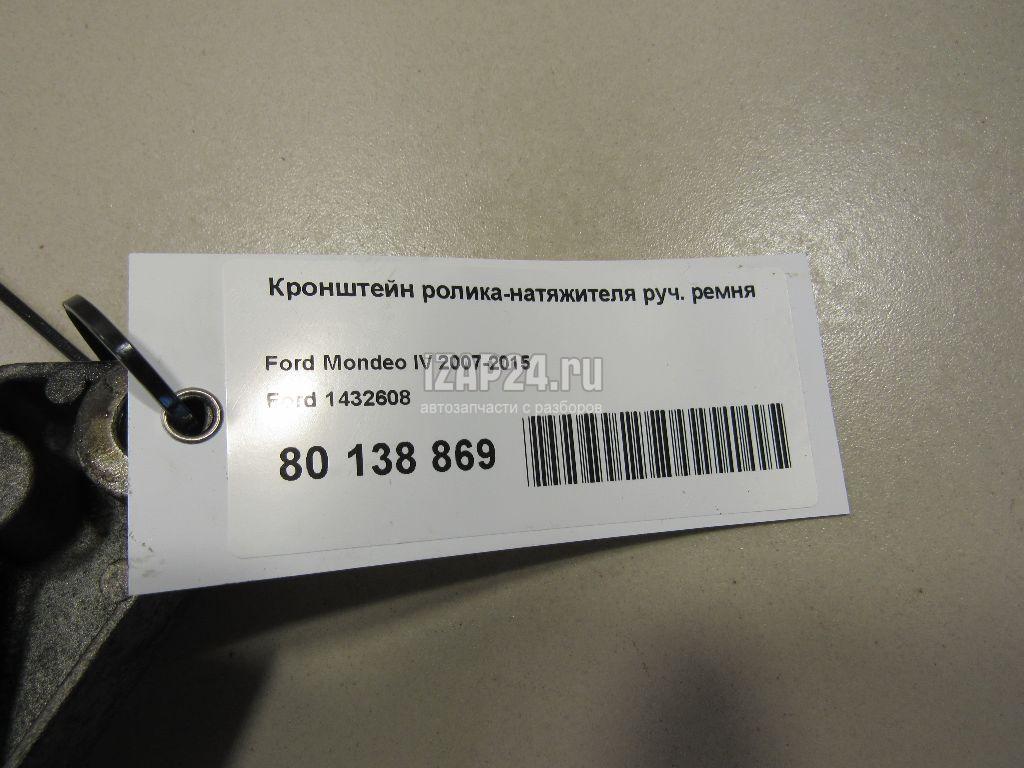 Кронштейн ролика-натяжителя руч. ремня
Ford Mondeo IV 2007-2015
IZAP24.ru
Ford 1432608
автозапчасти с разборов
80 138 869